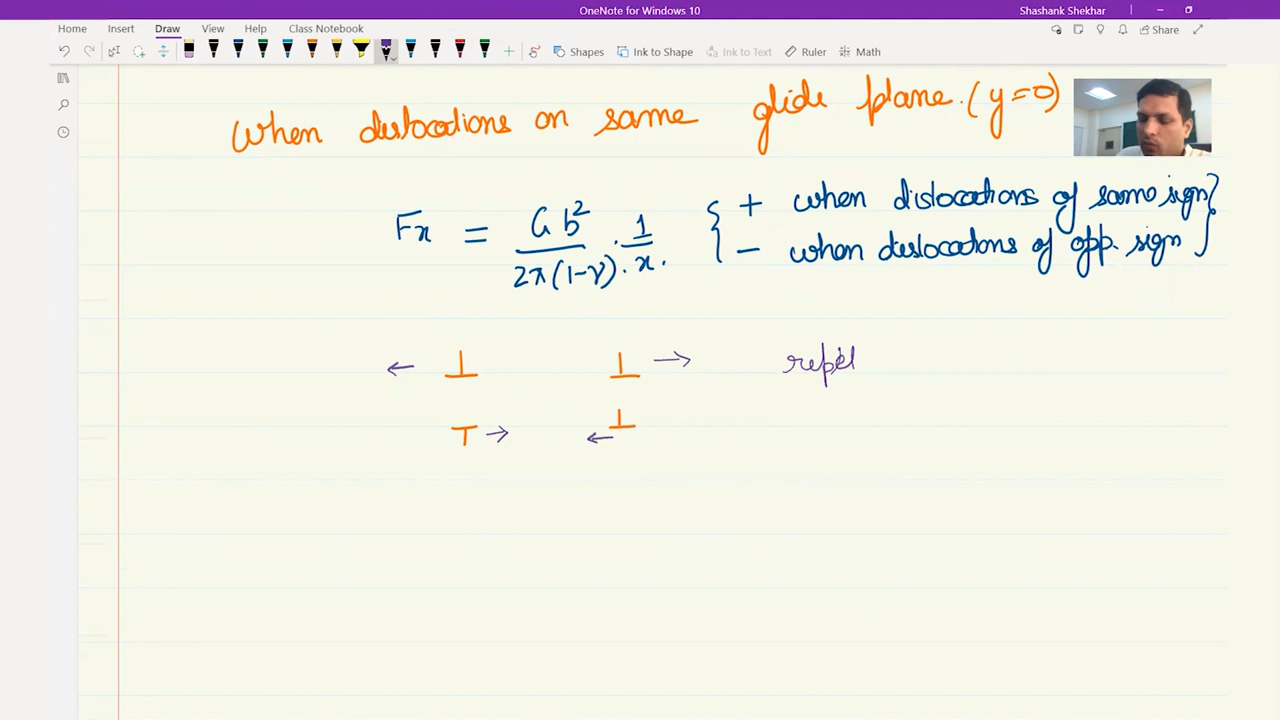 OneNote for Windows 10
Shashank Shekhar
Home Insert Draw View Help Class Notebook
Share
Shapes Ink to Shape Ink to Text Ruler Math
When dislocations on same glide plane. (y=0)
Fx = Gb²/2π(1-ν) . 1/x . { + when dislocations of same sign }
{ - when dislocations of opp. sign }
← ⊥ ⊥ → repel
T → ← ⊥